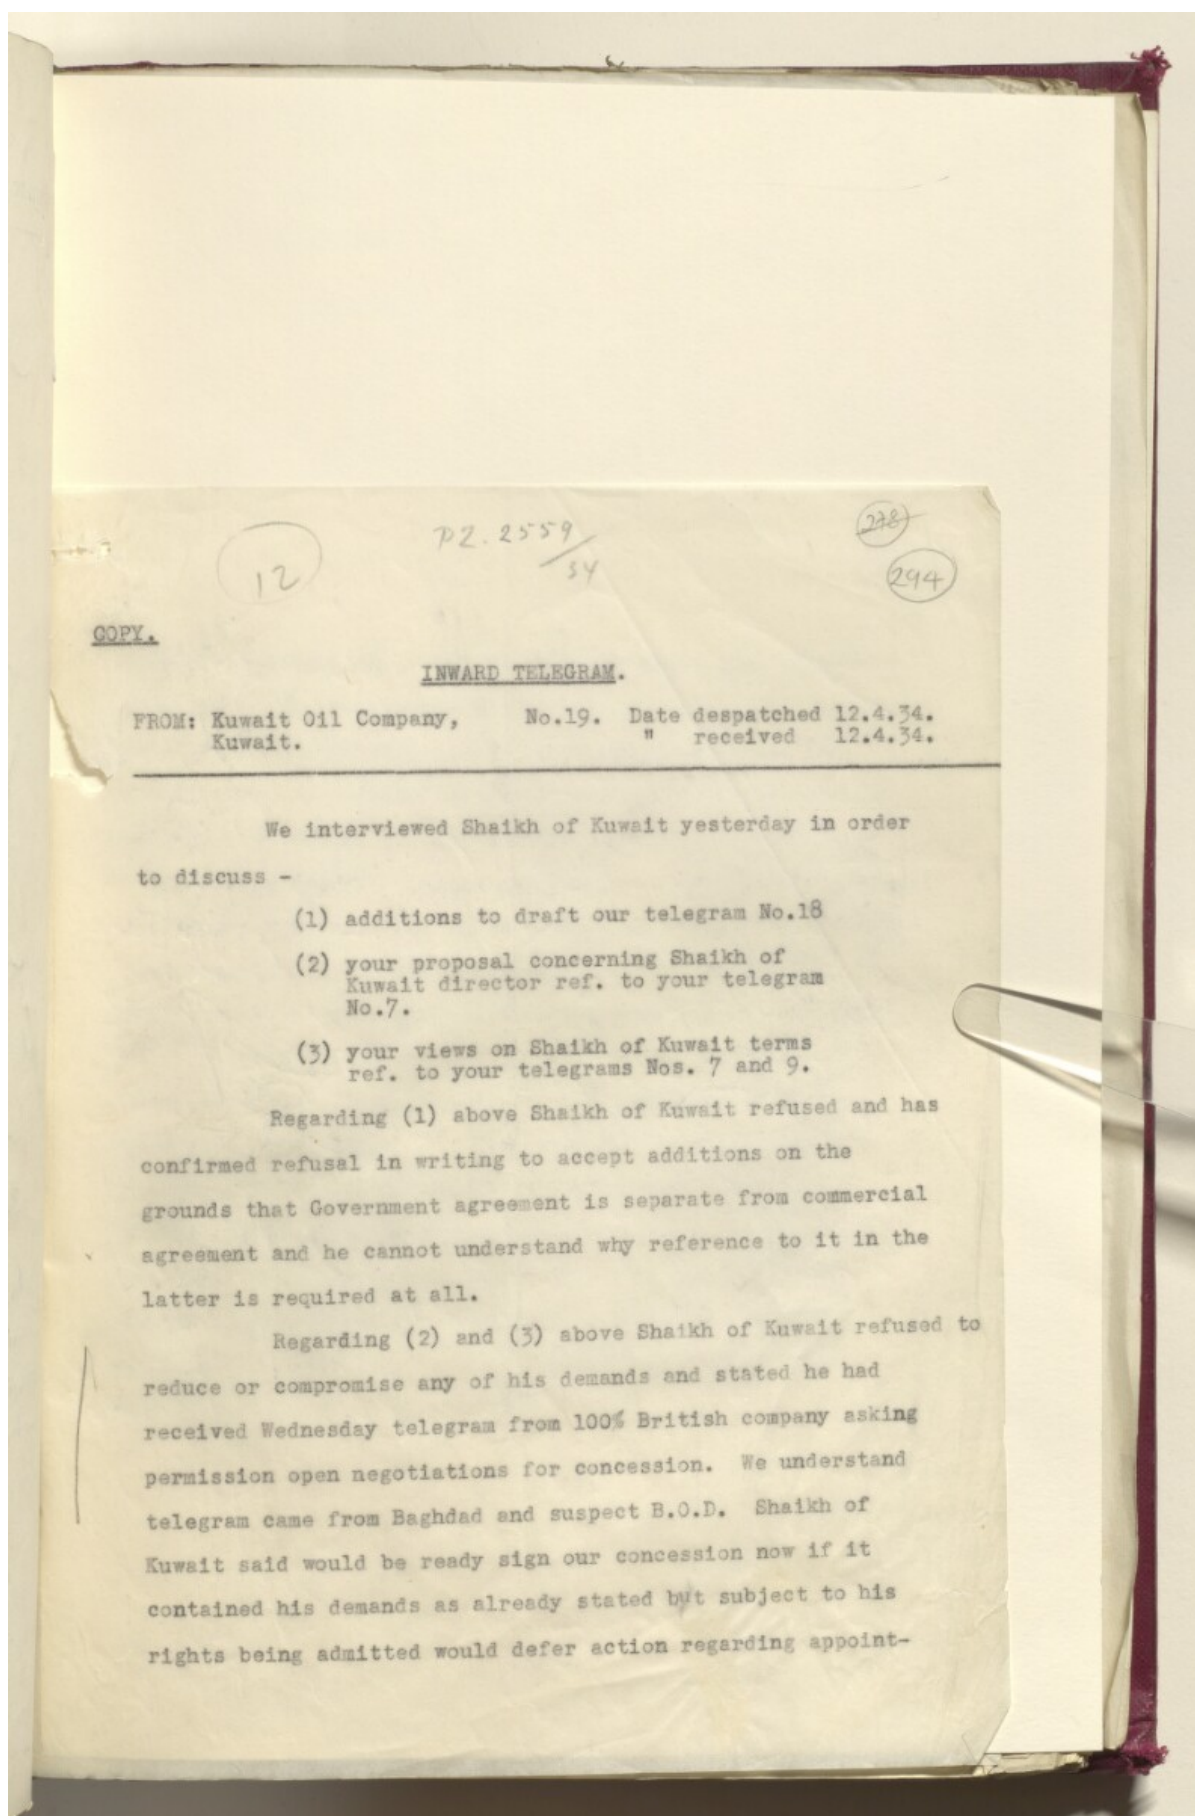 12
PZ. 2559/34
278
294
COPY.
INWARD TELEGRAM.
FROM: Kuwait Oil Company, No.19. Date despatched 12.4.34.
Kuwait. " received 12.4.34.
We interviewed Shaikh of Kuwait yesterday in order
to discuss -
(1) additions to draft our telegram No.18
(2) your proposal concerning Shaikh of
Kuwait director ref. to your telegram
No.7.
(3) your views on Shaikh of Kuwait terms
ref. to your telegrams Nos. 7 and 9.
Regarding (1) above Shaikh of Kuwait refused and has
confirmed refusal in writing to accept additions on the
grounds that Government agreement is separate from commercial
agreement and he cannot understand why reference to it in the
latter is required at all.
Regarding (2) and (3) above Shaikh of Kuwait refused to
reduce or compromise any of his demands and stated he had
received Wednesday telegram from 100% British company asking
permission open negotiations for concession. We understand
telegram came from Baghdad and suspect B.O.D. Shaikh of
Kuwait said would be ready sign our concession now if it
contained his demands as already stated but subject to his
rights being admitted would defer action regarding appoint-